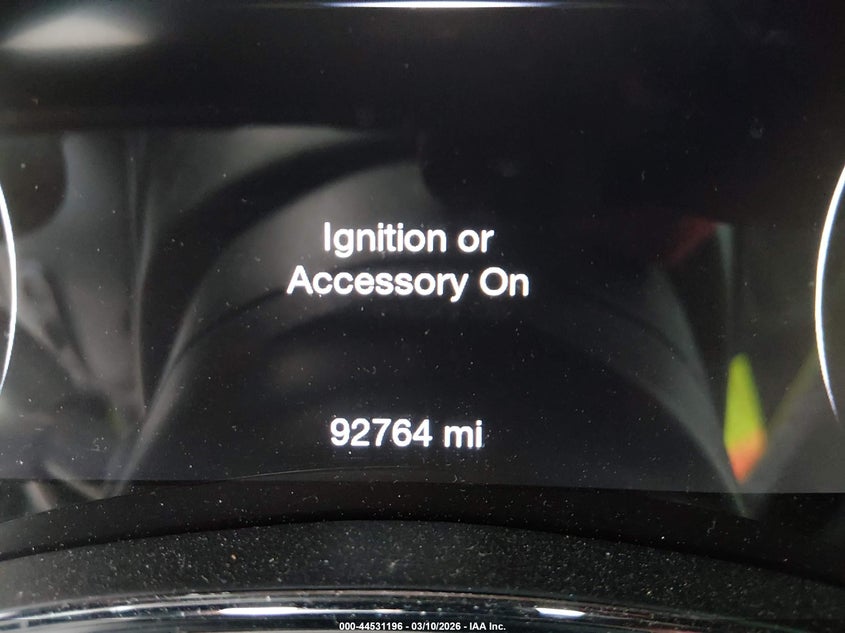 Ignition or
Accessory On
92764 mi
000-44531196 - 03/10/2026 - IAA Inc.